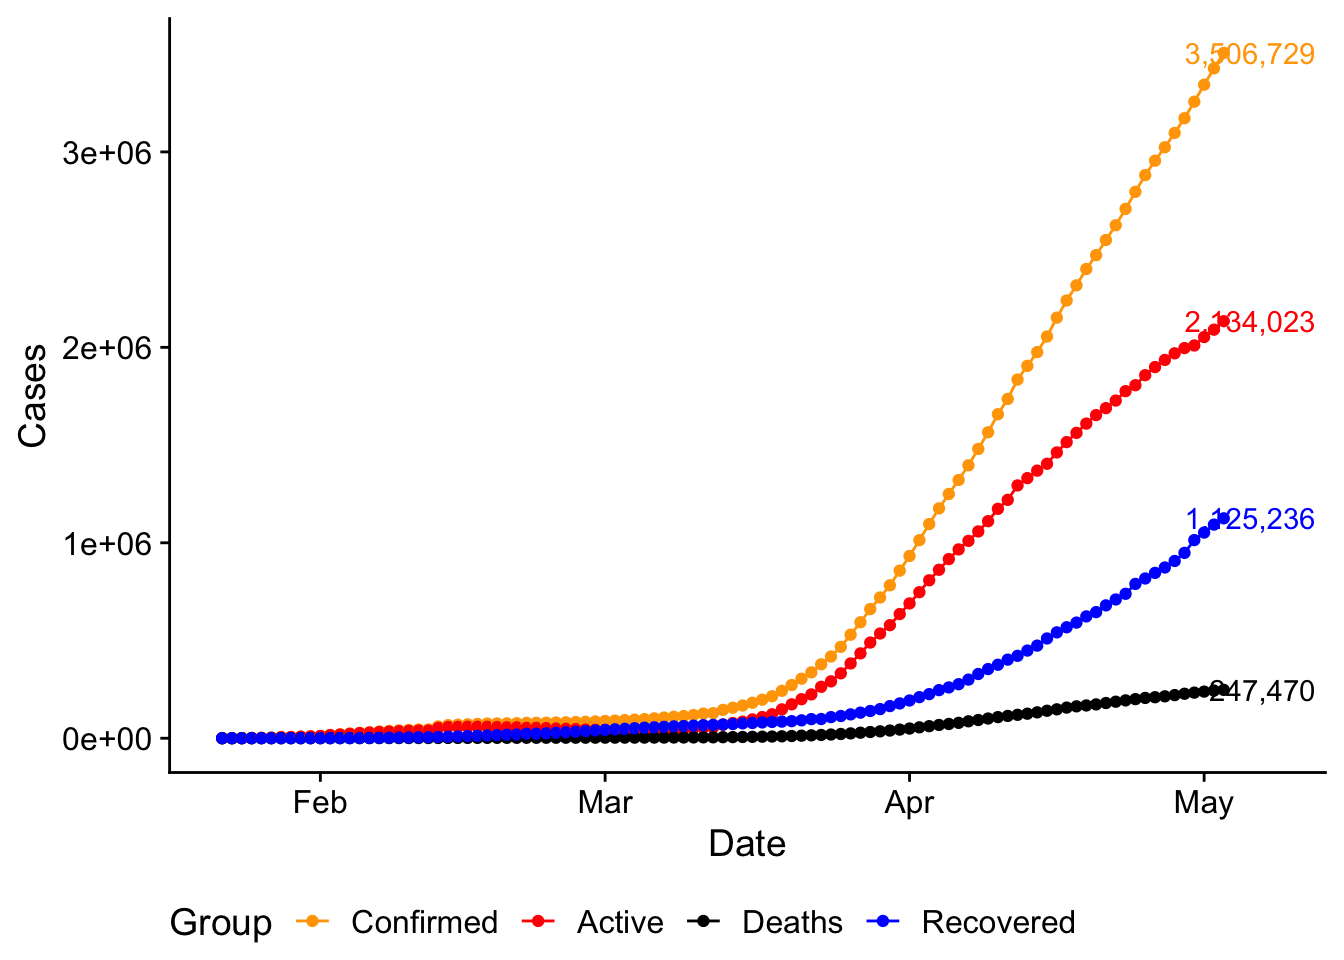 3,506,729
3e+06
2,134,023
2e+06
Cases
1,125,236
1e+06
247,470
0e+00
Feb Mar Apr May
Date
Group Confirmed Active Deaths Recovered